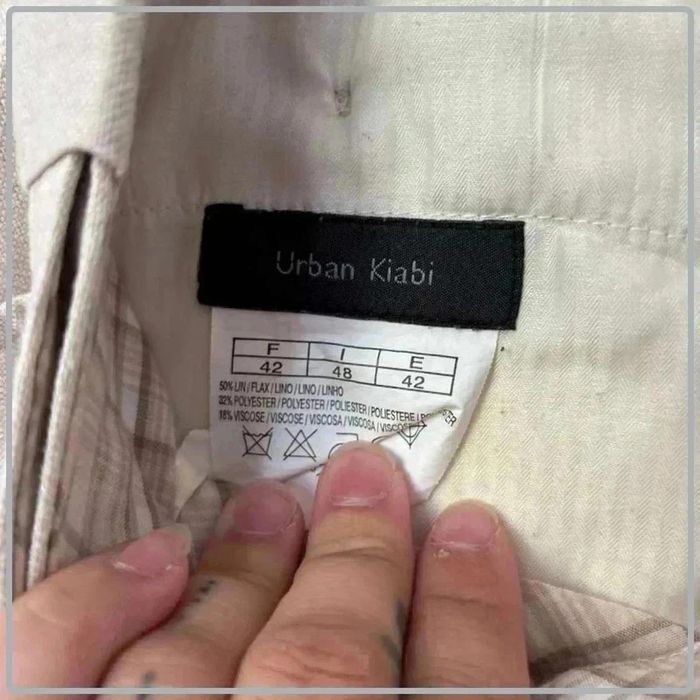 Urban Kiabi
F I E
42 48 42
50% LIN / FLAX / LINO / LINO / LINHO
32% POLYESTER / POLYESTER / POLIESTER / POLIESTERE /
18% VISCOSE / VISCOSE / VISCOSA / VISCOSA /